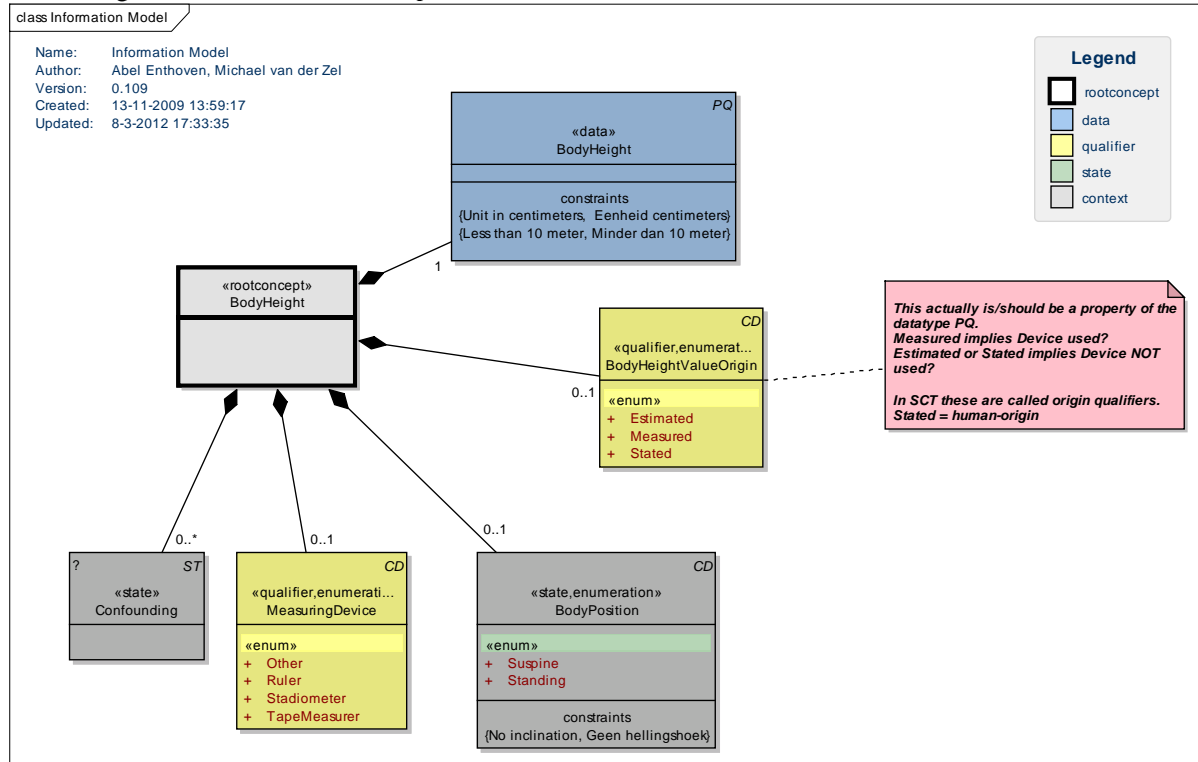 class Information Model
Name: Information Model
Author: Abel Enthoven, Michael van der Zel
Version: 0.109
Created: 13-11-2009 13:59:17
Updated: 8-3-2012 17:33:35
Legend
rootconcept
data
qualifier
state
context
PQ
«data»
BodyHeight
constraints
{Unit in centimeters, Eenheid centimeters}
{Less than 10 meter, Minder dan 10 meter}
1
«rootconcept»
BodyHeight
CD
«qualifier,enumerat...
BodyHeightValueOrigin
«enum»
+ Estimated
+ Measured
+ Stated
0..1
This actually is/should be a property of the
datatype PQ.
Measured implies Device used?
Estimated or Stated implies Device NOT
used?
In SCT these are called origin qualifiers.
Stated = human-origin
0..*
? ST
«state»
Confounding
0..1
CD
«qualifier,enumerati...
MeasuringDevice
«enum»
+ Other
+ Ruler
+ Stadiometer
+ TapeMeasurer
0..1
CD
«state,enumeration»
BodyPosition
«enum»
+ Suspine
+ Standing
constraints
{No inclination, Geen hellingshoek}